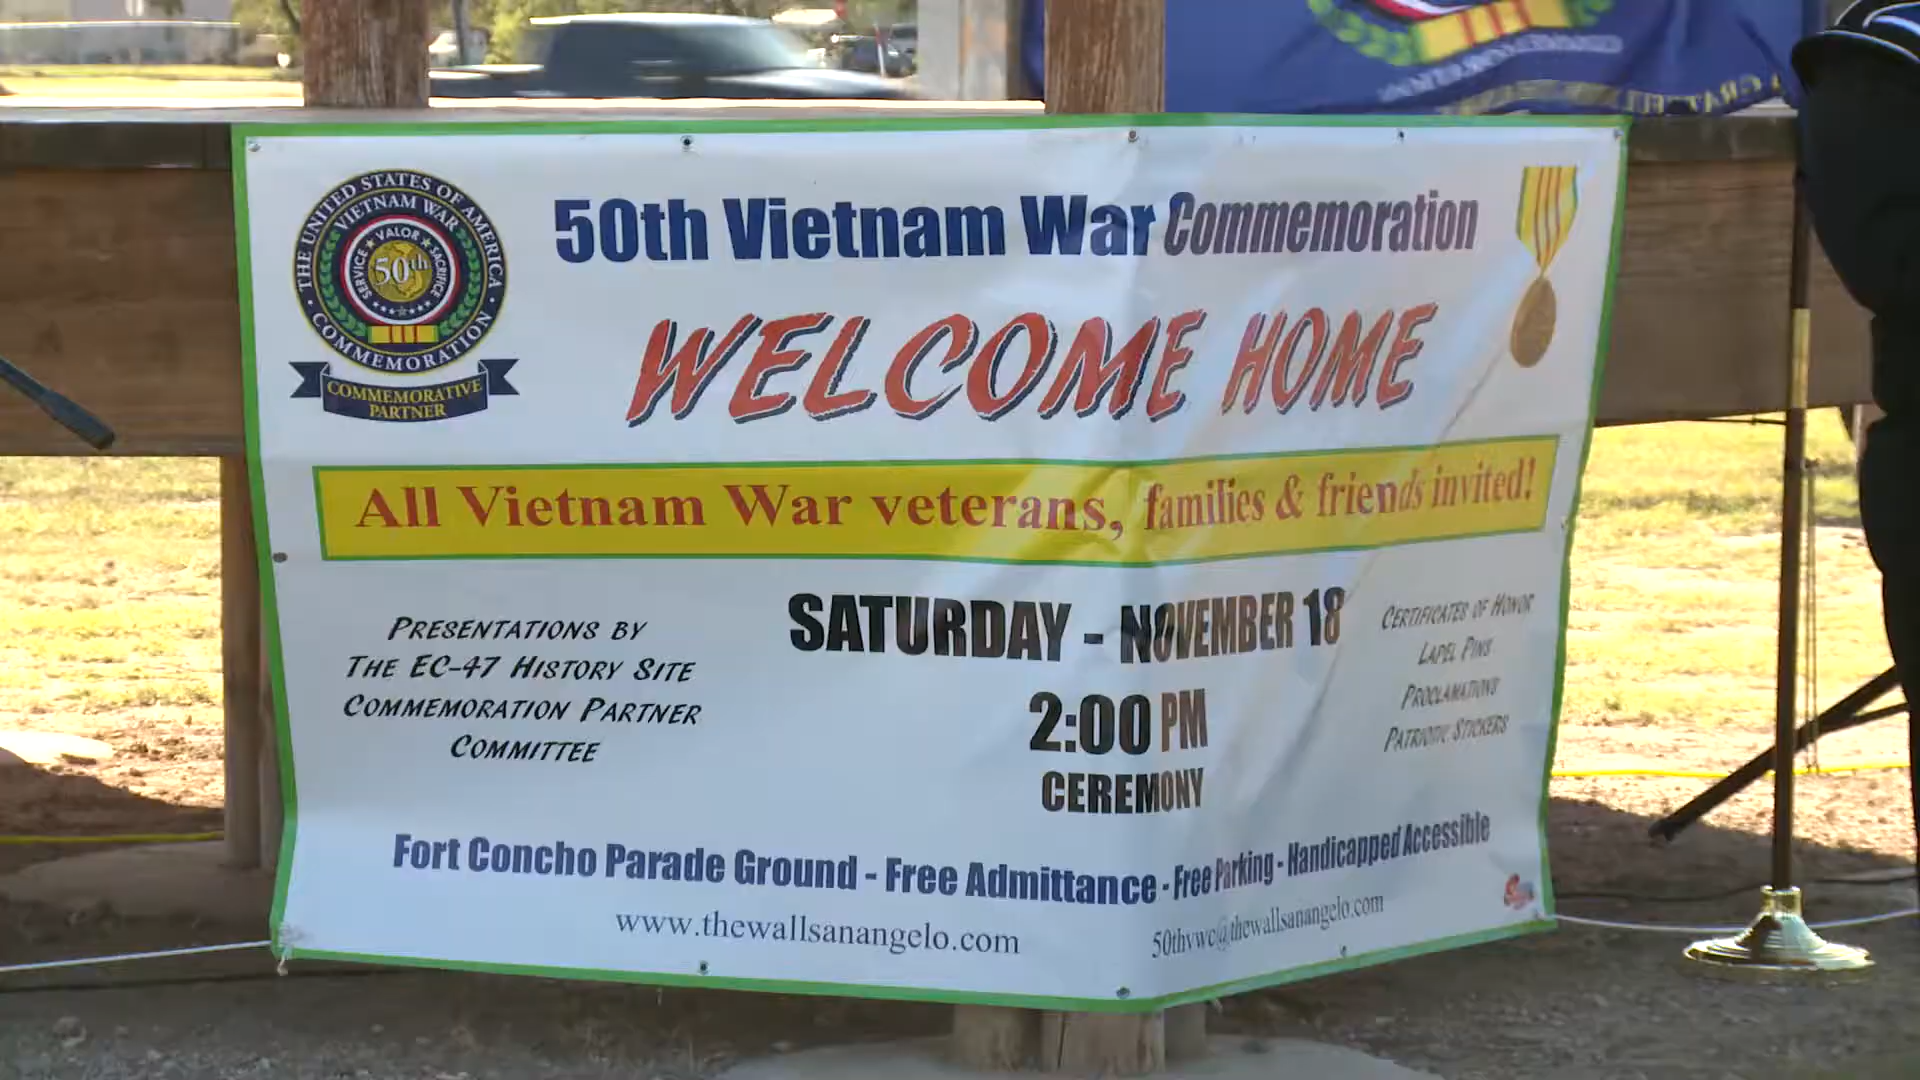 THE UNITED STATES OF AMERICA
VIETNAM WAR
SERVICE ★ VALOR ★ SACRIFICE
50th
COMMEMORATION
COMMEMORATIVE
PARTNER
50th Vietnam War Commemoration
WELCOME HOME
All Vietnam War veterans, families & friends invited!
PRESENTATIONS BY
THE EC-47 HISTORY SITE
COMMEMORATION PARTNER
COMMITTEE
SATURDAY - NOVEMBER 18
2:00 PM
CEREMONY
CERTIFICATES OF HONOR
LAPEL PINS
PROCLAMATIONS
PATRIOTIC STICKERS
Fort Concho Parade Ground - Free Admittance - Free Parking - Handicapped Accessible
www.thewallsanangelo.com
50thvwc@thewallsanangelo.com